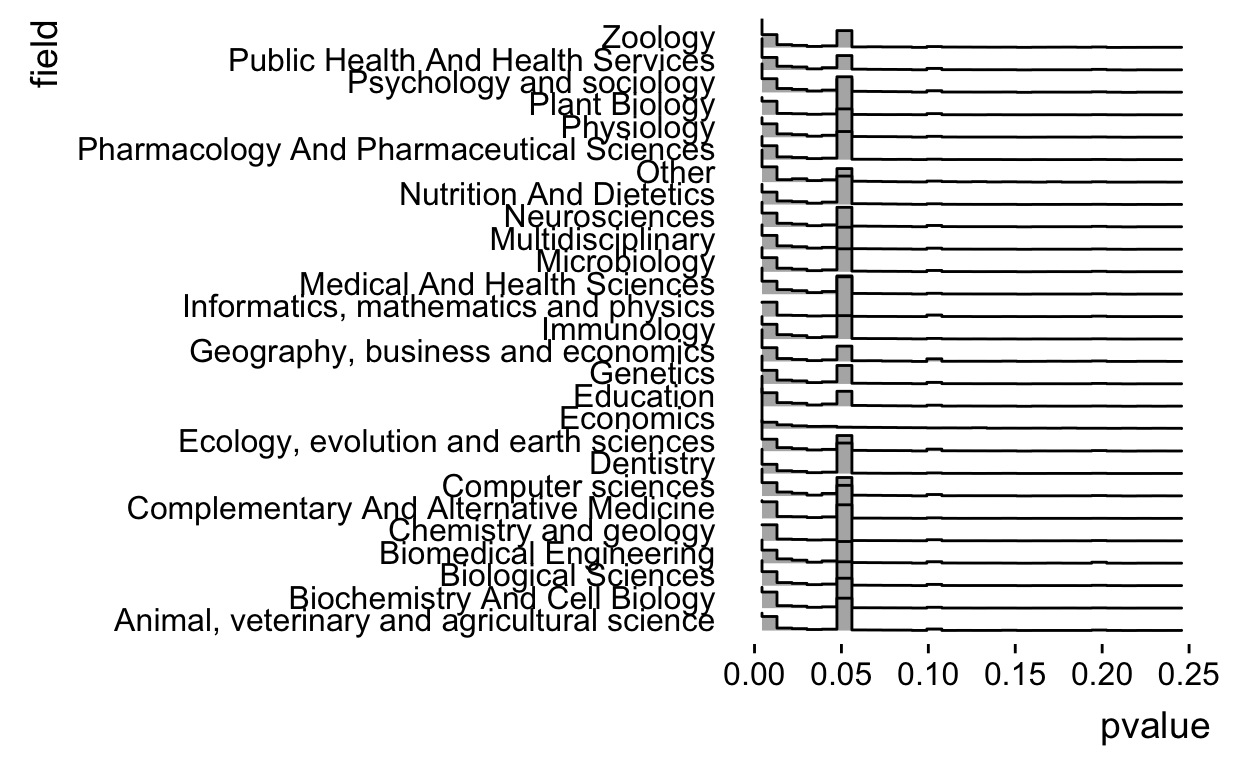 field
Zoology
Public Health And Health Services
Psychology and sociology
Plant Biology
Physiology
Pharmacology And Pharmaceutical Sciences
Other
Nutrition And Dietetics
Neurosciences
Multidisciplinary
Microbiology
Medical And Health Sciences
Informatics, mathematics and physics
Immunology
Geography, business and economics
Genetics
Education
Economics
Ecology, evolution and earth sciences
Dentistry
Computer sciences
Complementary And Alternative Medicine
Chemistry and geology
Biomedical Engineering
Biological Sciences
Biochemistry And Cell Biology
Animal, veterinary and agricultural science
0.00 0.05 0.10 0.15 0.20 0.25
pvalue